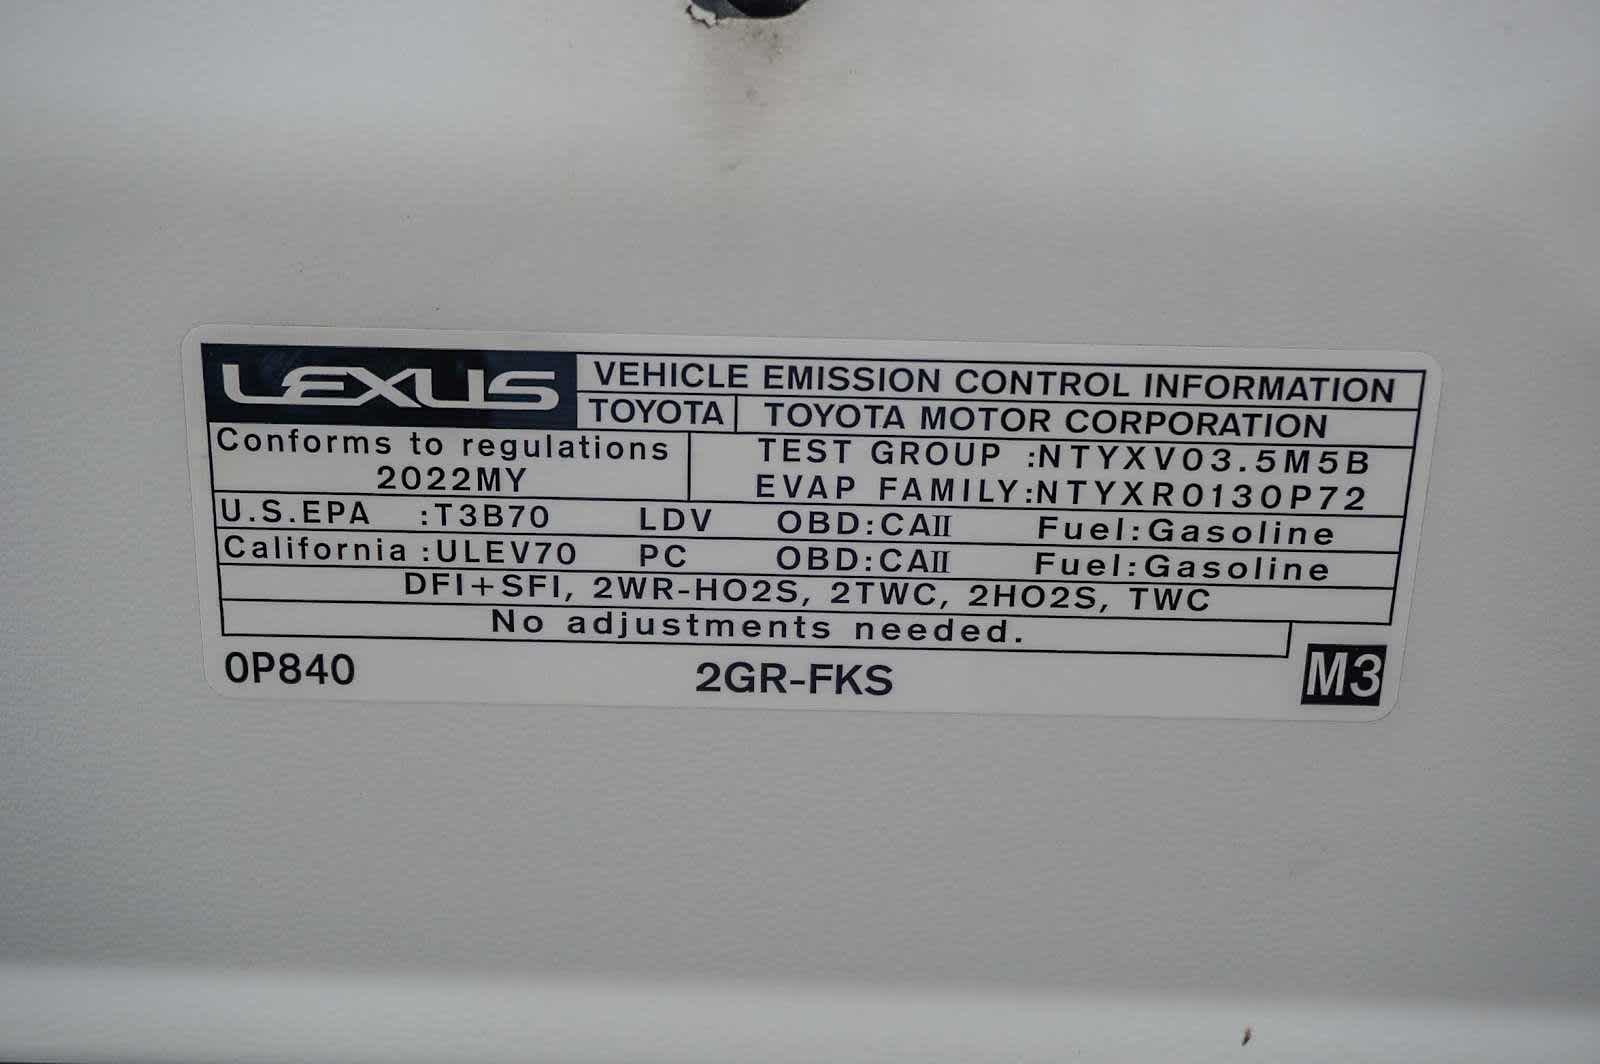 LEXUS VEHICLE EMISSION CONTROL INFORMATION
TOYOTA TOYOTA MOTOR CORPORATION
Conforms to regulations
2022MY
TEST GROUP :NTYXV03.5M5B
EVAP FAMILY:NTYXR0130P72
U.S.EPA :T3B70 LDV OBD:CAⅡ Fuel:Gasoline
California :ULEV70 PC OBD:CAⅡ Fuel:Gasoline
DFI+SFI, 2WR-HO2S, 2TWC, 2HO2S, TWC
No adjustments needed.
0P840 2GR-FKS M3